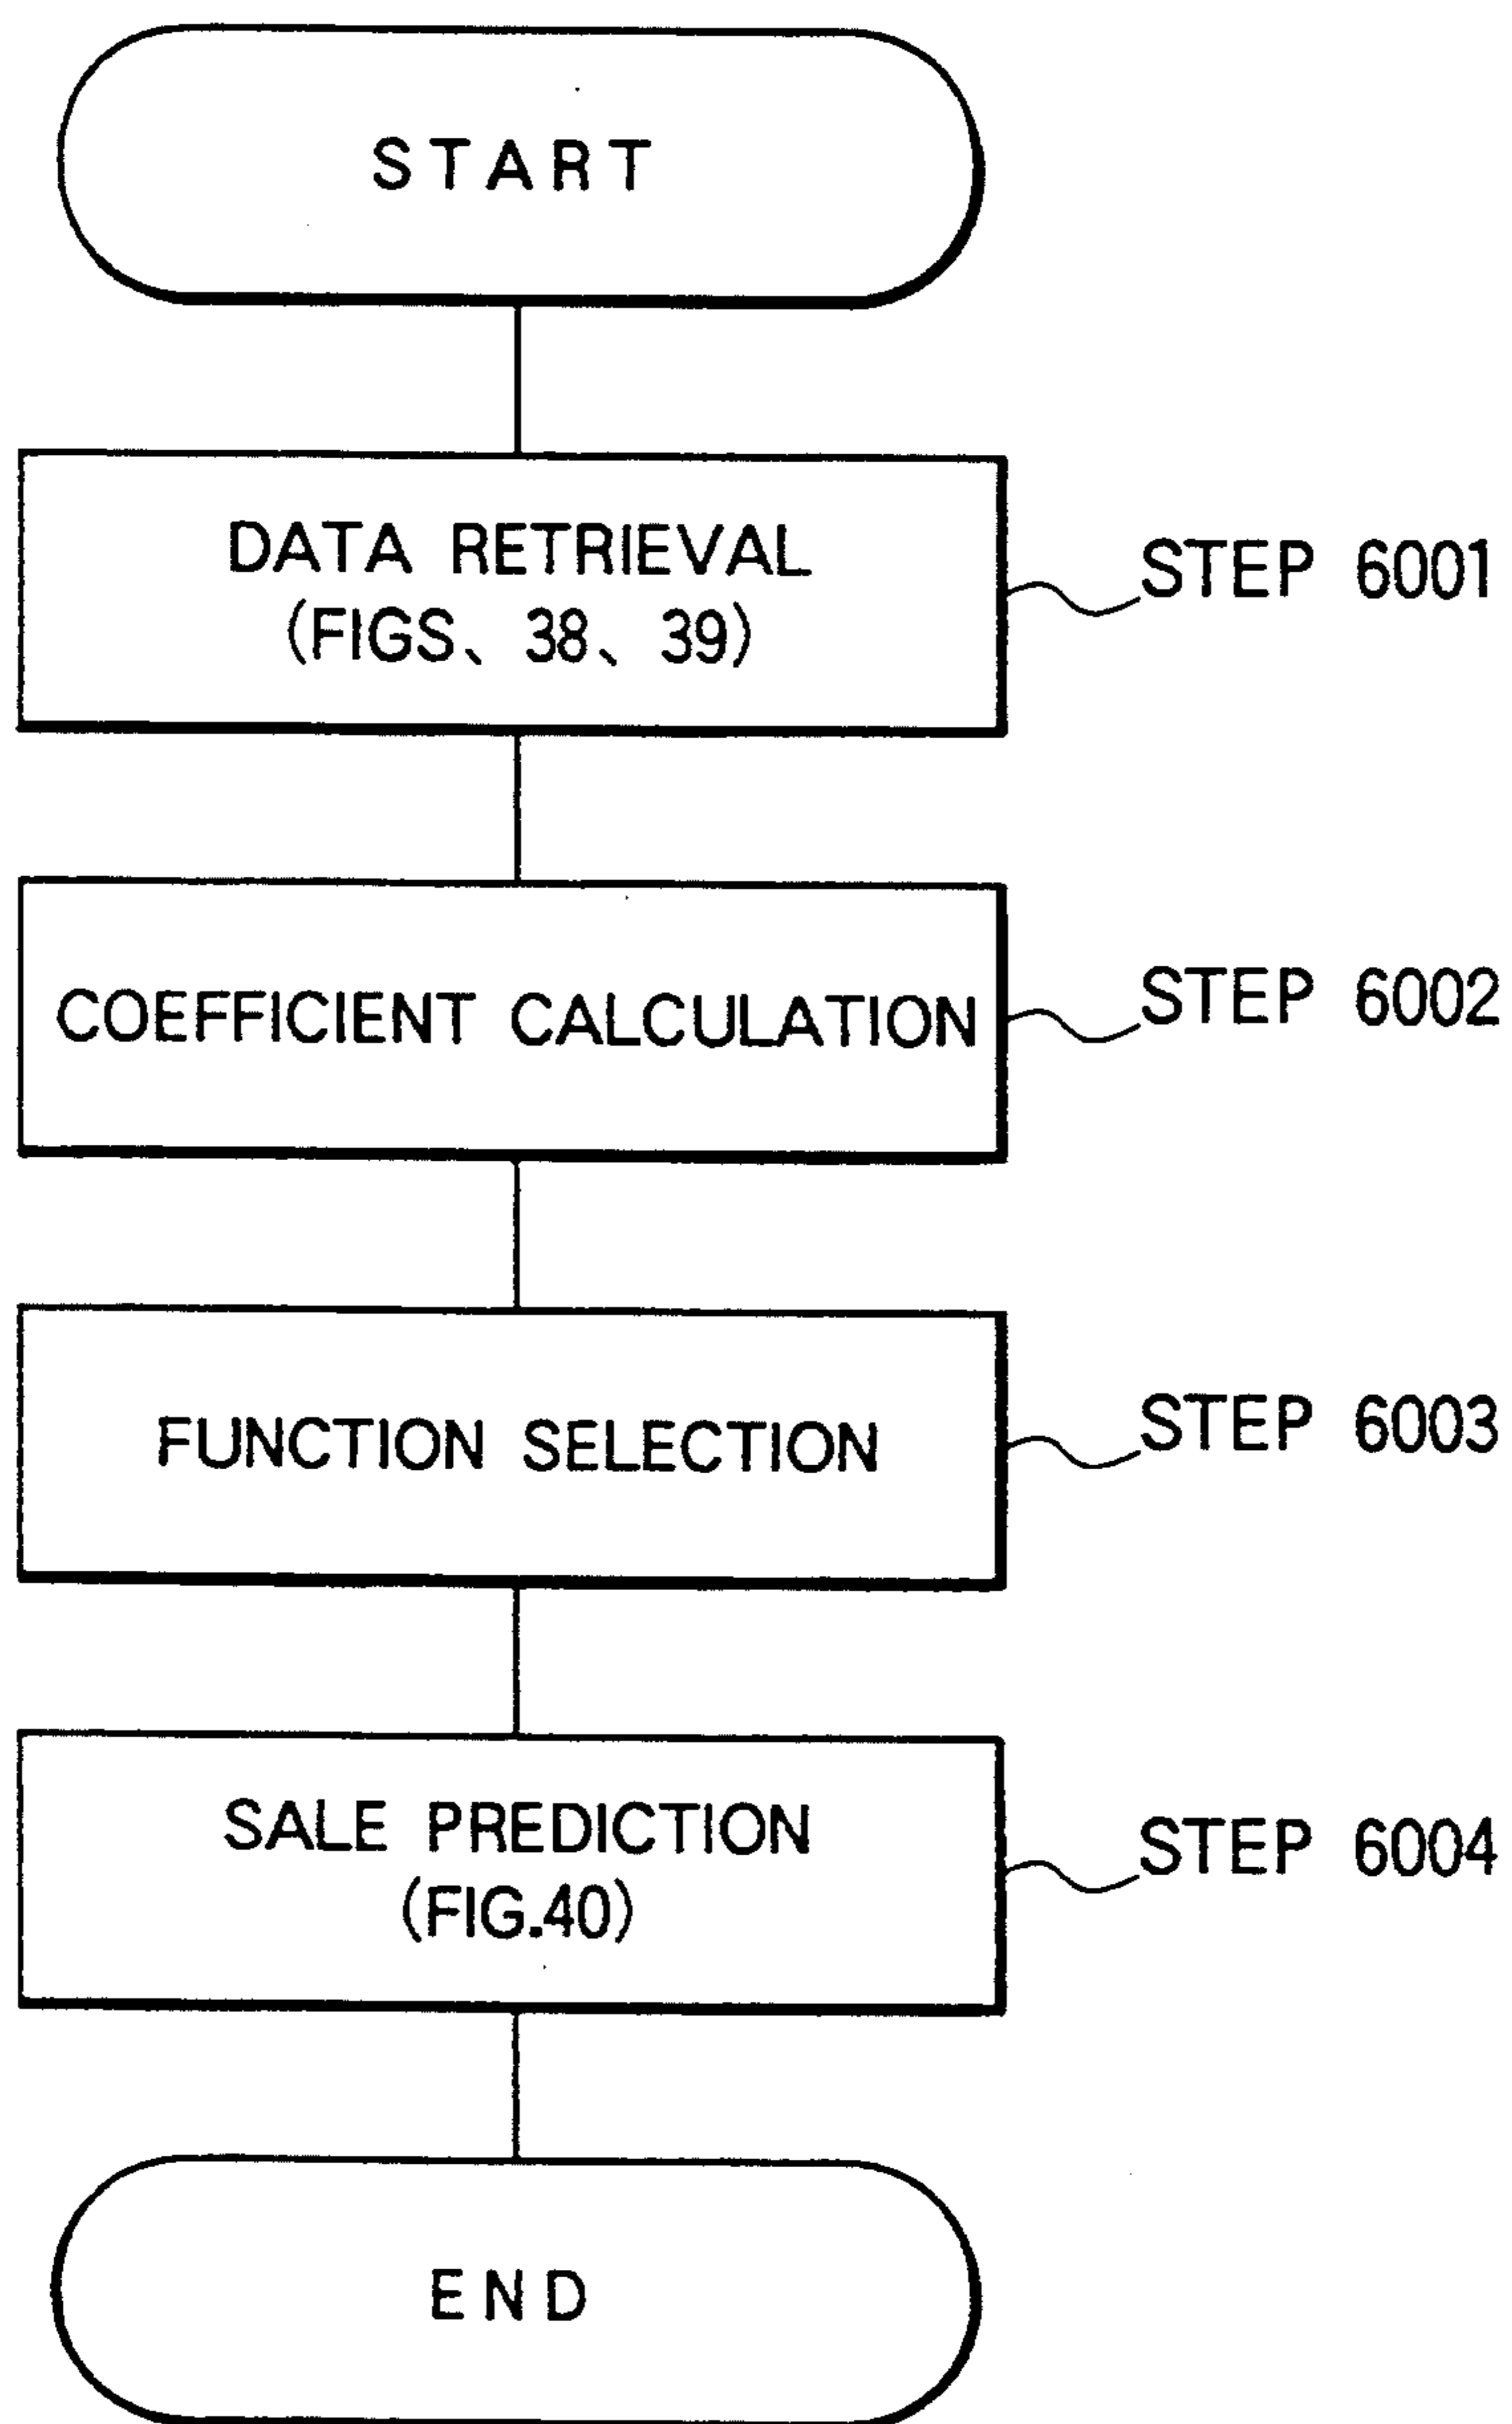 START
DATA RETRIEVAL
(FIGS、38、39)
STEP 6001
COEFFICIENT CALCULATION
STEP 6002
FUNCTION SELECTION
STEP 6003
SALE PREDICTION
(FIG.40)
STEP 6004
END